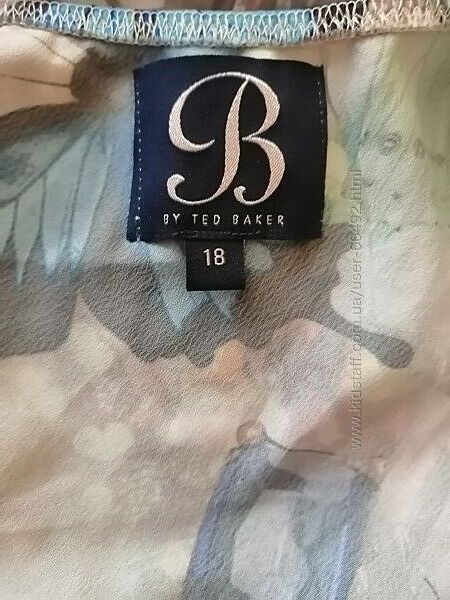 B
BY TED BAKER
18
www.kidstaff.com.ua/user-56492.html